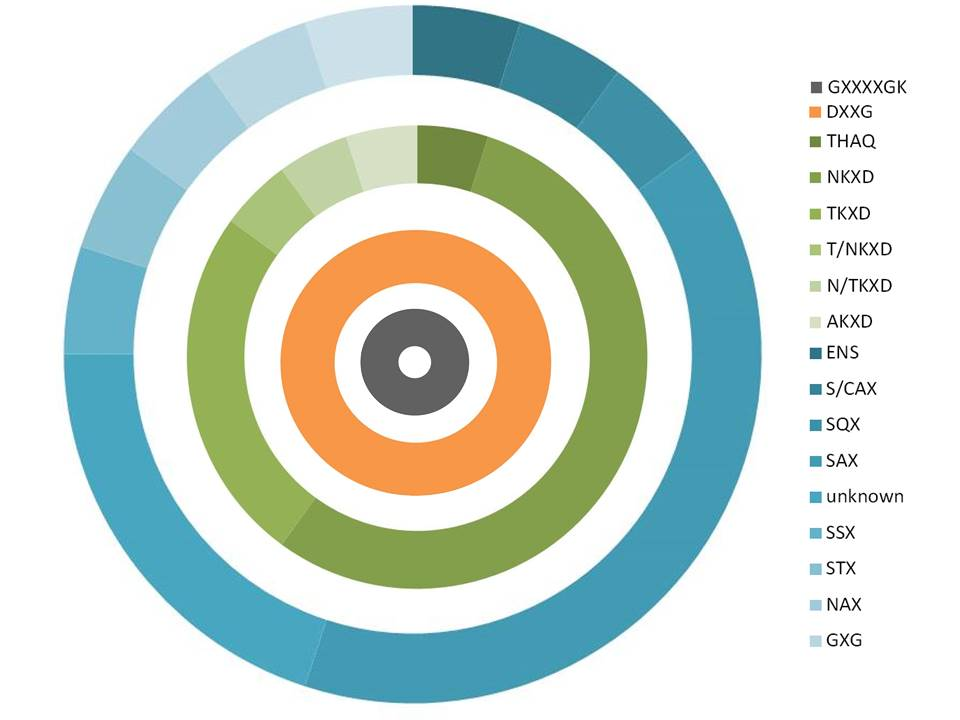 GXXXXGK
DXXG
THAQ
NKXD
TKXD
T/NKXD
N/TKXD
AKXD
ENS
S/CAX
SQX
SAX
unknown
SSX
STX
NAX
GXG